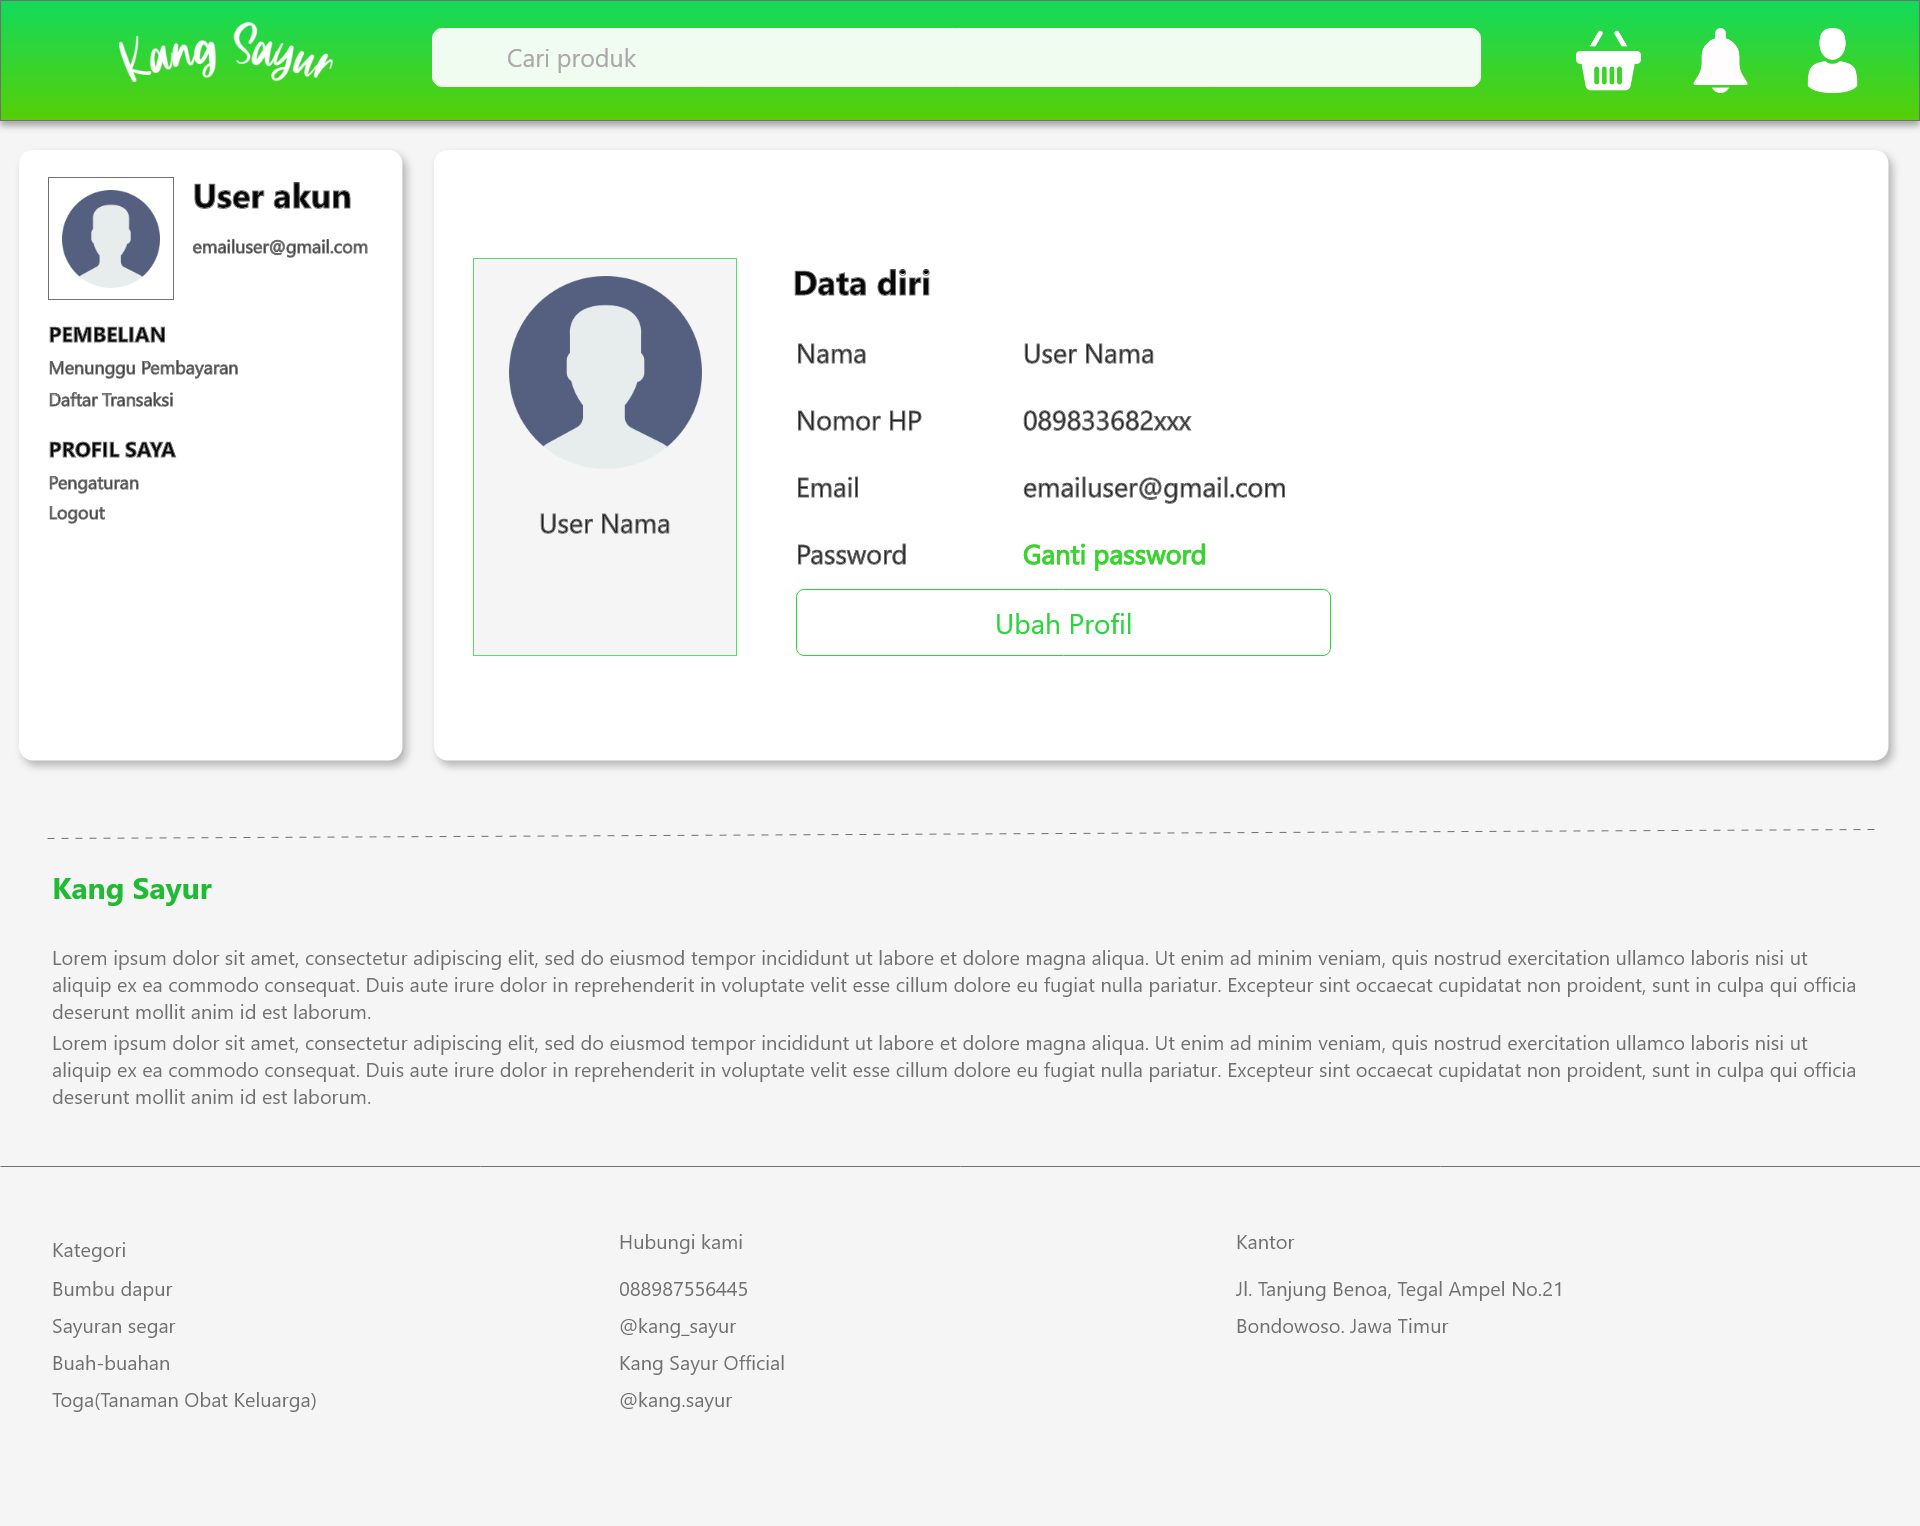 Kang Sayur
Cari produk
User akun
emailuser@gmail.com
PEMBELIAN
Menunggu Pembayaran
Daftar Transaksi
PROFIL SAYA
Pengaturan
Logout
User Nama
Data diri
Nama User Nama
Nomor HP 089833682xxx
Email emailuser@gmail.com
Password Ganti password
Ubah Profil
Kang Sayur
Lorem ipsum dolor sit amet, consectetur adipiscing elit, sed do eiusmod tempor incididunt ut labore et dolore magna aliqua. Ut enim ad minim veniam, quis nostrud exercitation ullamco laboris nisi ut
aliquip ex ea commodo consequat. Duis aute irure dolor in reprehenderit in voluptate velit esse cillum dolore eu fugiat nulla pariatur. Excepteur sint occaecat cupidatat non proident, sunt in culpa qui officia
deserunt mollit anim id est laborum.
Lorem ipsum dolor sit amet, consectetur adipiscing elit, sed do eiusmod tempor incididunt ut labore et dolore magna aliqua. Ut enim ad minim veniam, quis nostrud exercitation ullamco laboris nisi ut
aliquip ex ea commodo consequat. Duis aute irure dolor in reprehenderit in voluptate velit esse cillum dolore eu fugiat nulla pariatur. Excepteur sint occaecat cupidatat non proident, sunt in culpa qui officia
deserunt mollit anim id est laborum.
Kategori
Bumbu dapur
Sayuran segar
Buah-buahan
Toga(Tanaman Obat Keluarga)
Hubungi kami
088987556445
@kang_sayur
Kang Sayur Official
@kang.sayur
Kantor
Jl. Tanjung Benoa, Tegal Ampel No.21
Bondowoso. Jawa Timur